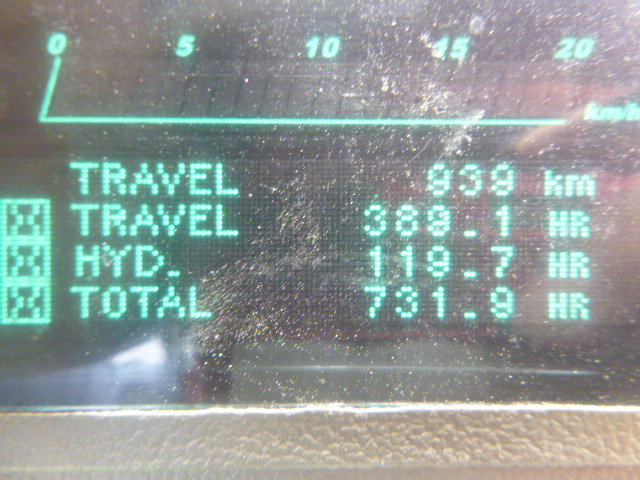 0 5 10 15 20
km/h
TRAVEL 939 km
TRAVEL 389.1 HR
HYD. 119.7 HR
TOTAL 731.9 HR